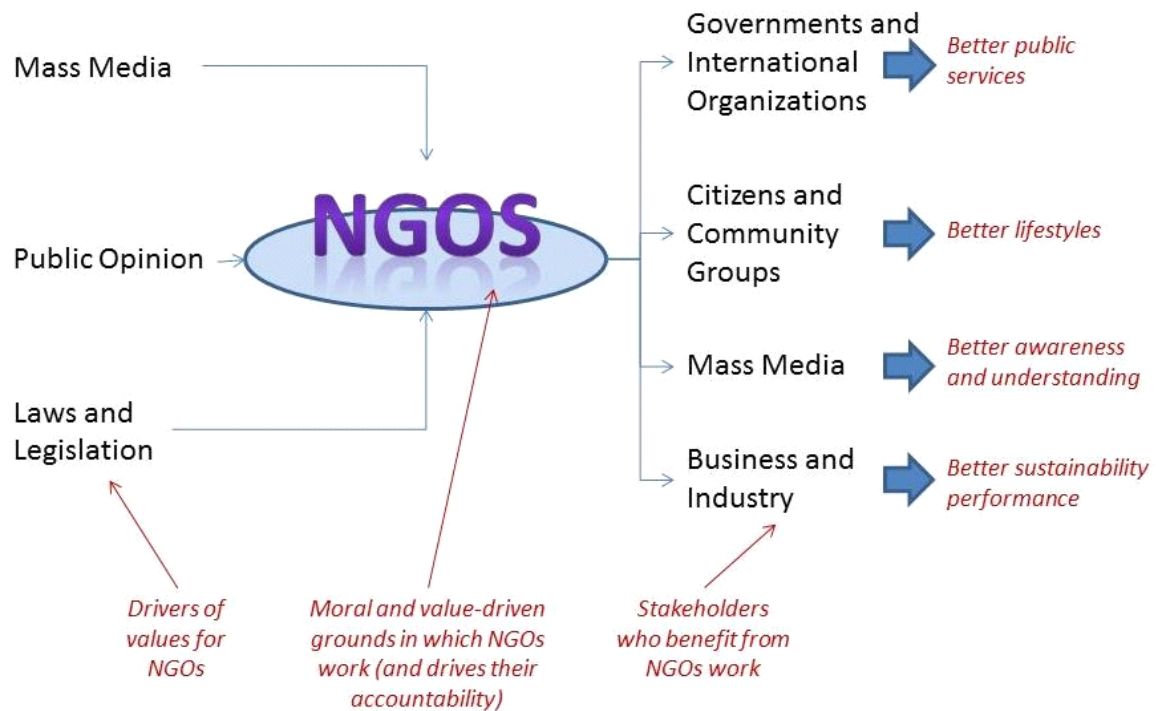 Mass Media
Public Opinion
Laws and
Legislation
NGOS
Governments and
International
Organizations
Better public
services
Citizens and
Community
Groups
Better lifestyles
Mass Media
Better awareness
and understanding
Business and
Industry
Better sustainability
performance
Drivers of
values for
NGOs
Moral and value-driven
grounds in which NGOs
work (and drives their
accountability)
Stakeholders
who benefit from
NGOs work